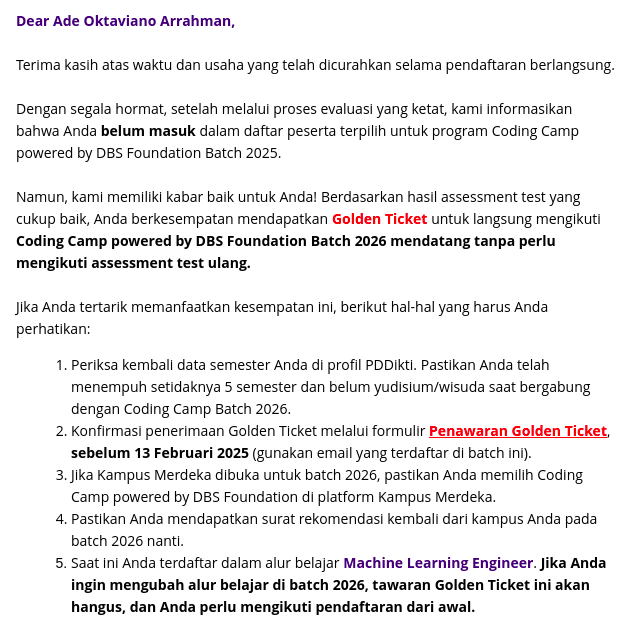 Dear Ade Oktaviano Arrahman,
Terima kasih atas waktu dan usaha yang telah dicurahkan selama pendaftaran berlangsung.
Dengan segala hormat, setelah melalui proses evaluasi yang ketat, kami informasikan
bahwa Anda belum masuk dalam daftar peserta terpilih untuk program Coding Camp
powered by DBS Foundation Batch 2025.
Namun, kami memiliki kabar baik untuk Anda! Berdasarkan hasil assessment test yang
cukup baik, Anda berkesempatan mendapatkan Golden Ticket untuk langsung mengikuti
Coding Camp powered by DBS Foundation Batch 2026 mendatang tanpa perlu
mengikuti assessment test ulang.
Jika Anda tertarik memanfaatkan kesempatan ini, berikut hal-hal yang harus Anda
perhatikan:
1. Periksa kembali data semester Anda di profil PDDikti. Pastikan Anda telah
menempuh setidaknya 5 semester dan belum yudisium/wisuda saat bergabung
dengan Coding Camp Batch 2026.
2. Konfirmasi penerimaan Golden Ticket melalui formulir Penawaran Golden Ticket,
sebelum 13 Februari 2025 (gunakan email yang terdaftar di batch ini).
3. Jika Kampus Merdeka dibuka untuk batch 2026, pastikan Anda memilih Coding
Camp powered by DBS Foundation di platform Kampus Merdeka.
4. Pastikan Anda mendapatkan surat rekomendasi kembali dari kampus Anda pada
batch 2026 nanti.
5. Saat ini Anda terdaftar dalam alur belajar Machine Learning Engineer. Jika Anda
ingin mengubah alur belajar di batch 2026, tawaran Golden Ticket ini akan
hangus, dan Anda perlu mengikuti pendaftaran dari awal.